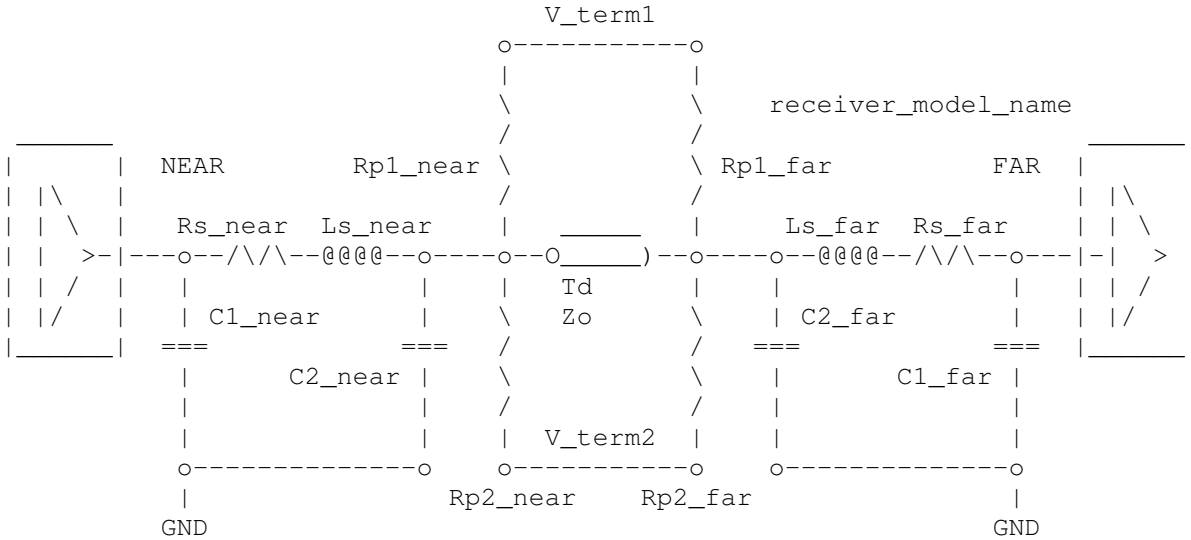 V_term1
receiver_model_name
NEAR Rp1_near Rp1_far FAR
Rs_near Ls_near Ls_far Rs_far
Td
C1_near Zo C2_far
C2_near C1_far
V_term2
Rp2_near Rp2_far
GND GND